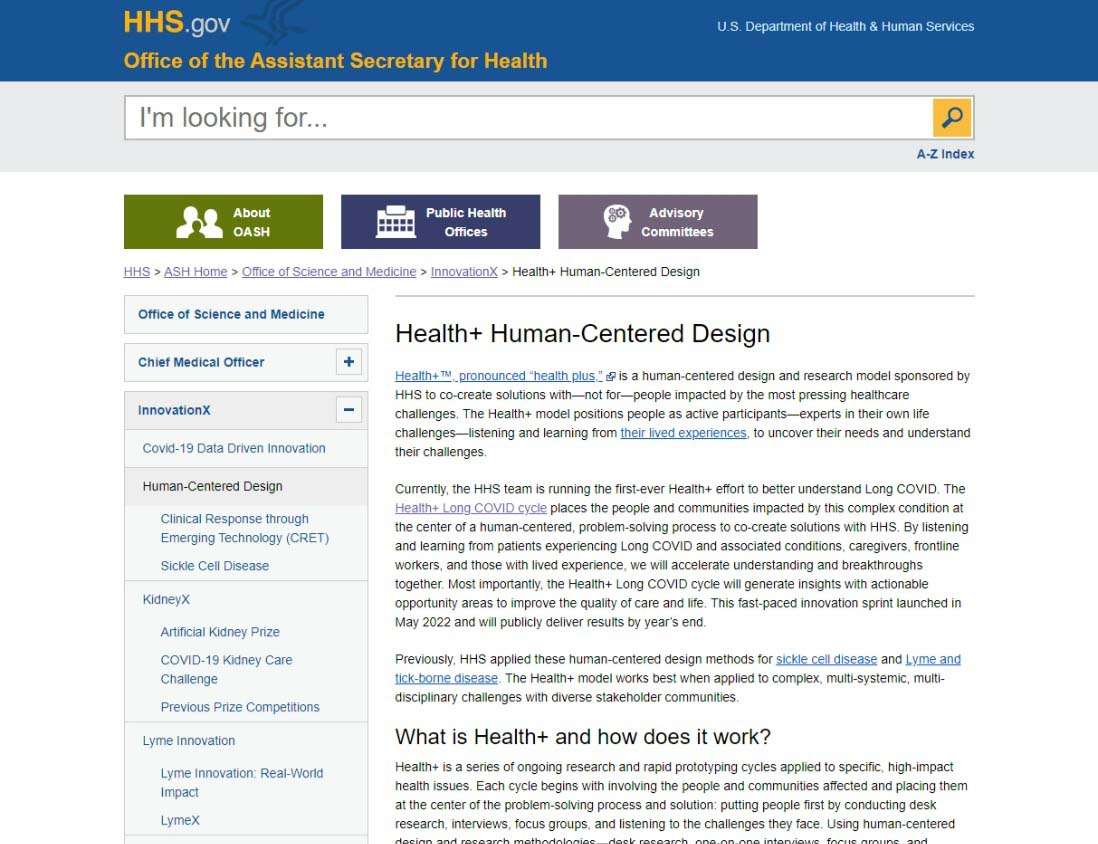 HHS.gov
U.S. Department of Health & Human Services
Office of the Assistant Secretary for Health
I'm looking for...
A-Z Index
About
OASH
Public Health
Offices
Advisory
Committees
HHS > ASH Home > Office of Science and Medicine > InnovationX > Health+ Human-Centered Design
Office of Science and Medicine
Chief Medical Officer
InnovationX
Covid-19 Data Driven Innovation
Human-Centered Design
Clinical Response through
Emerging Technology (CRET)
Sickle Cell Disease
KidneyX
Artificial Kidney Prize
COVID-19 Kidney Care
Challenge
Previous Prize Competitions
Lyme Innovation
Lyme Innovation: Real-World
Impact
LymeX
Health+ Human-Centered Design
Health+™, pronounced “health plus,” is a human-centered design and research model sponsored by
HHS to co-create solutions with—not for—people impacted by the most pressing healthcare
challenges. The Health+ model positions people as active participants—experts in their own life
challenges—listening and learning from their lived experiences, to uncover their needs and understand
their challenges.
Currently, the HHS team is running the first-ever Health+ effort to better understand Long COVID. The
Health+ Long COVID cycle places the people and communities impacted by this complex condition at
the center of a human-centered, problem-solving process to co-create solutions with HHS. By listening
and learning from patients experiencing Long COVID and associated conditions, caregivers, frontline
workers, and those with lived experience, we will accelerate understanding and breakthroughs
together. Most importantly, the Health+ Long COVID cycle will generate insights with actionable
opportunity areas to improve the quality of care and life. This fast-paced innovation sprint launched in
May 2022 and will publicly deliver results by year’s end.
Previously, HHS applied these human-centered design methods for sickle cell disease and Lyme and
tick-borne disease. The Health+ model works best when applied to complex, multi-systemic, multi-
disciplinary challenges with diverse stakeholder communities.
What is Health+ and how does it work?
Health+ is a series of ongoing research and rapid prototyping cycles applied to specific, high-impact
health issues. Each cycle begins with involving the people and communities affected and placing them
at the center of the problem-solving process and solution: putting people first by conducting desk
research, interviews, focus groups, and listening to the challenges they face. Using human-centered
design and research methodologies—desk research, one-on-one interviews, focus groups, and